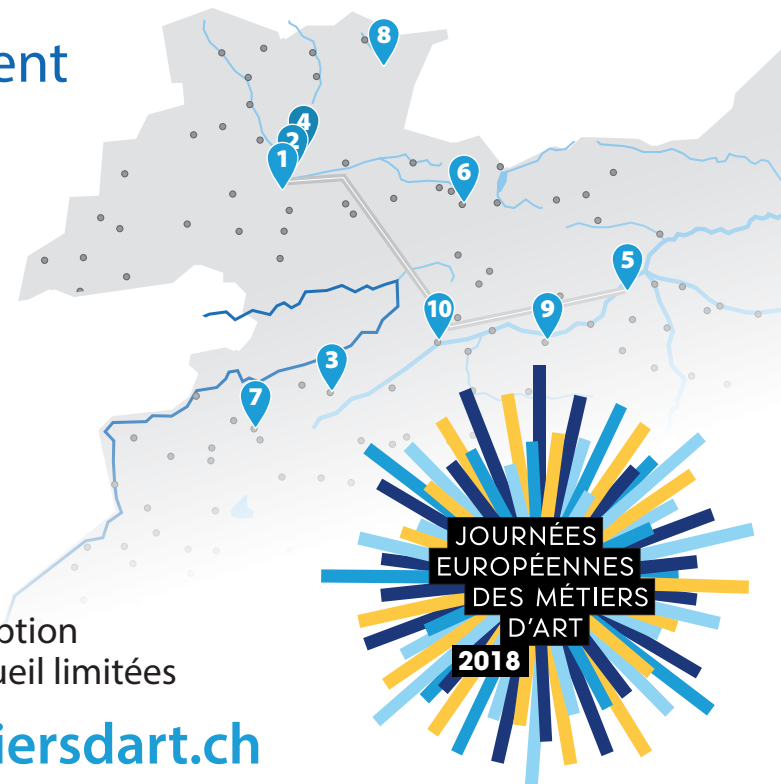 ent
8
4
2
1
6
5
10
9
3
7
JOURNÉES
EUROPÉENNES
DES MÉTIERS
D'ART
2018
ption
ueil limitées
iersdart.ch